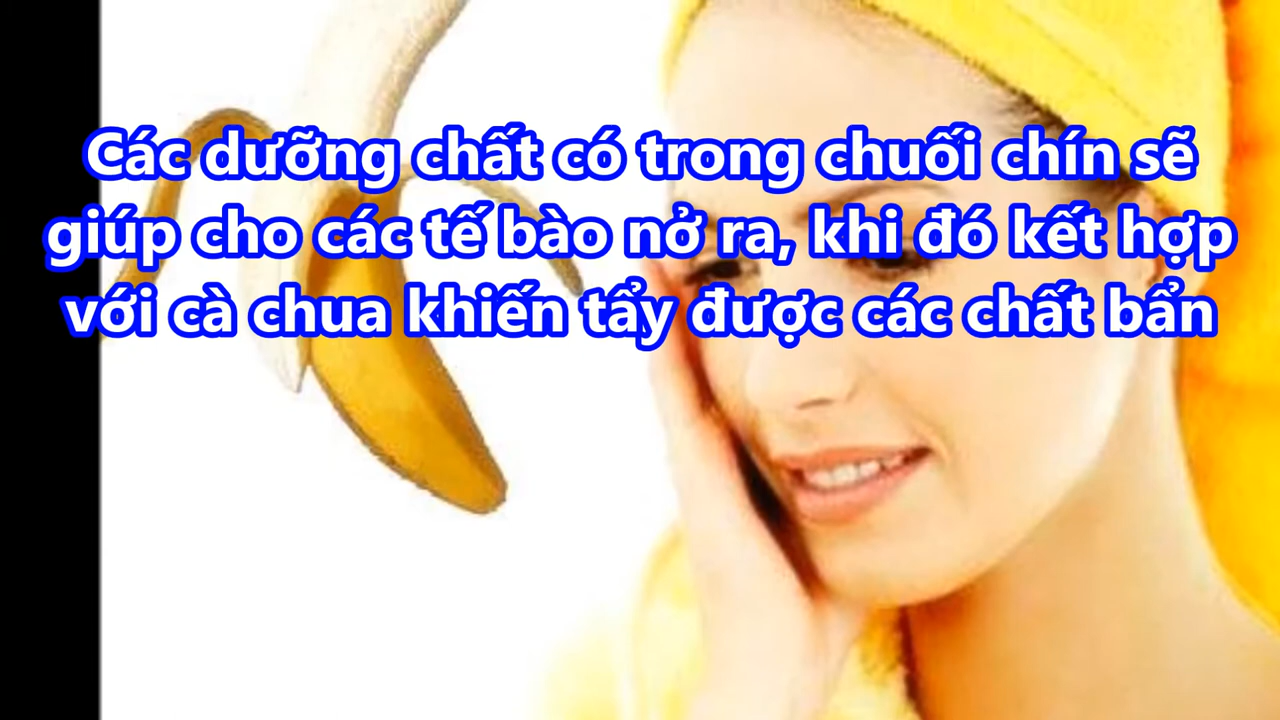 Các dưỡng chất có trong chuối chín sẽ
giúp cho các tế bào nở ra, khi đó kết hợp
với cà chua khiến tẩy được các chất bẩn